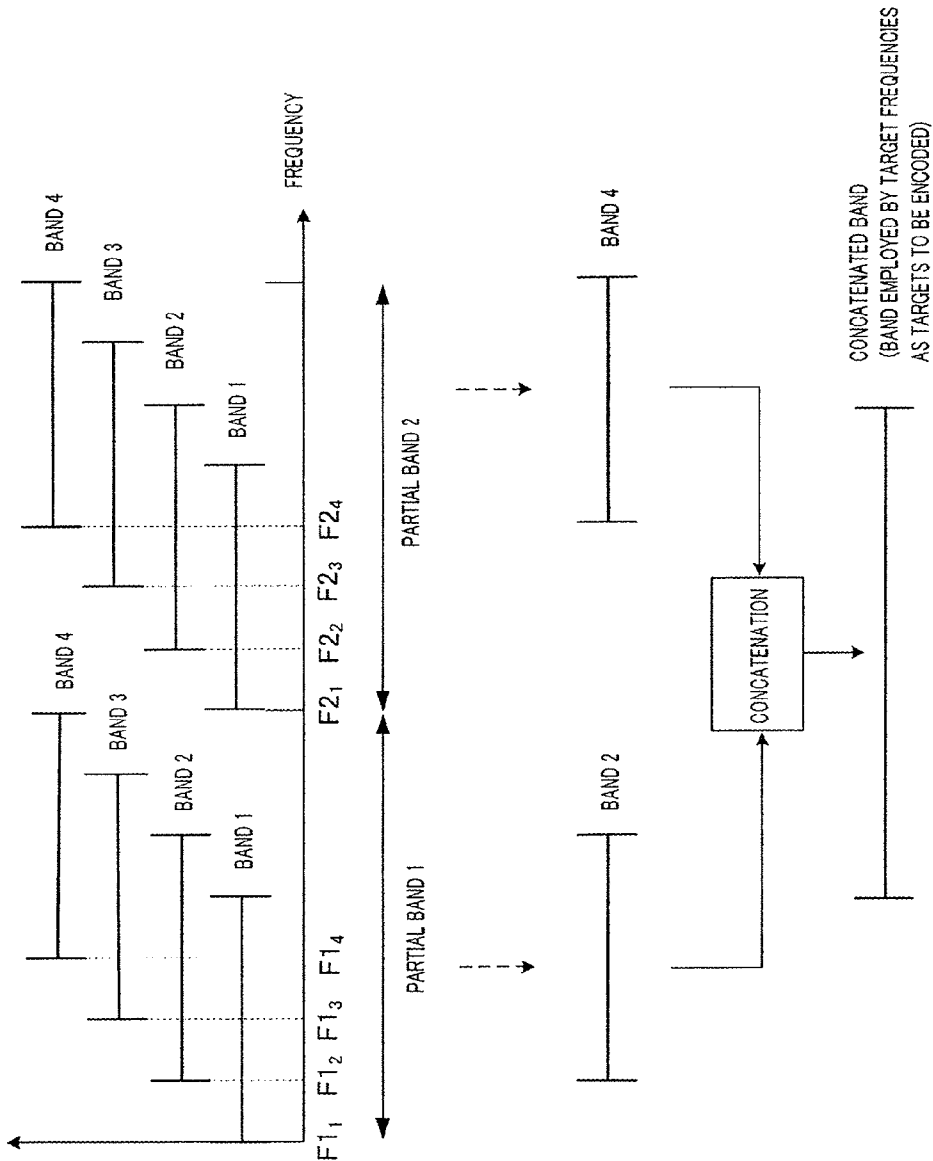 BAND 4
BAND 3
BAND 2
BAND 1
BAND 4
BAND 3
BAND 2
BAND 1
FREQUENCY
F1₁ F1₂ F1₃ F1₄ F2₁ F2₂ F2₃ F2₄
PARTIAL BAND 1
PARTIAL BAND 2
BAND 2
BAND 4
CONCATENATION
CONCATENATED BAND
(BAND EMPLOYED BY TARGET FREQUENCIES
AS TARGETS TO BE ENCODED)